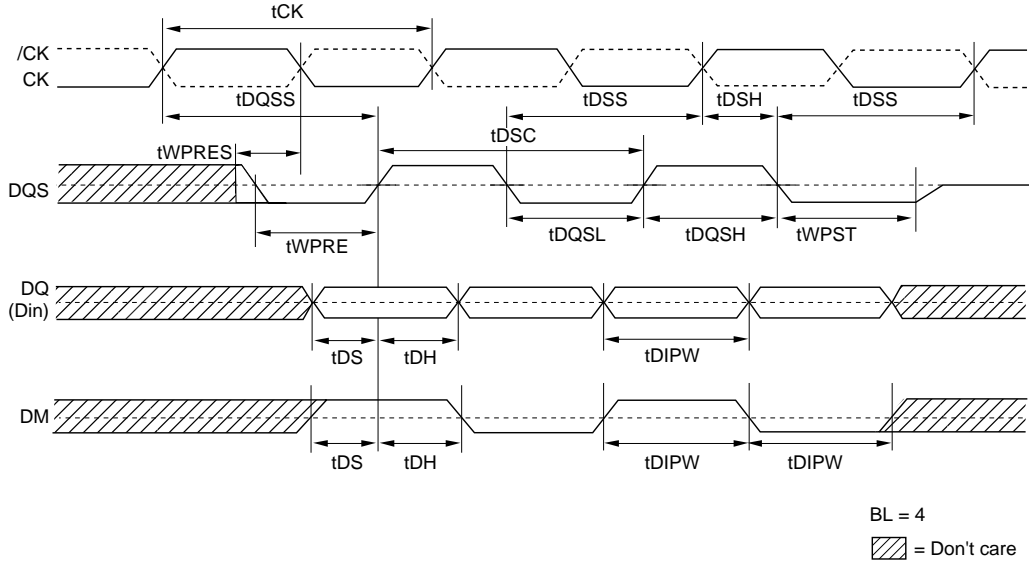 tCK
/CK
CK
tDQSS
tDSS
tDSH
tDSS
tWPRES
tDSC
DQS
tWPRE
tDQSL
tDQSH
tWPST
DQ
(Din)
tDS
tDH
tDIPW
DM
tDS
tDH
tDIPW
tDIPW
BL = 4
= Don't care